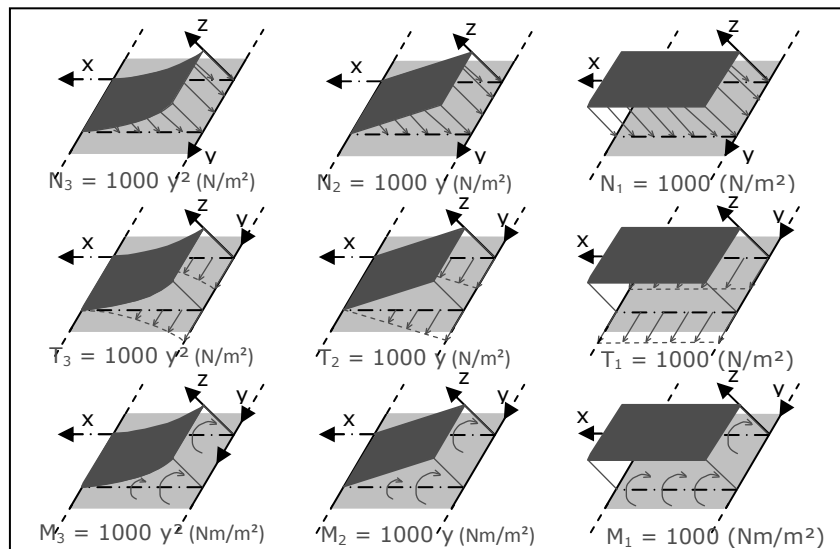 z z z
x x x
y y
N₃ = 1000 y² (N/m²) N₂ = 1000 y (N/m²) N₁ = 1000 (N/m²)
z y z y z
x x x
T₃ = 1000 y² (N/m²) T₂ = 1000 y (N/m²) T₁ = 1000 (N/m²)
z y z y z
x x x
M₃ = 1000 y² (Nm/m²) M₂ = 1000 y (Nm/m²) M₁ = 1000 (Nm/m²)